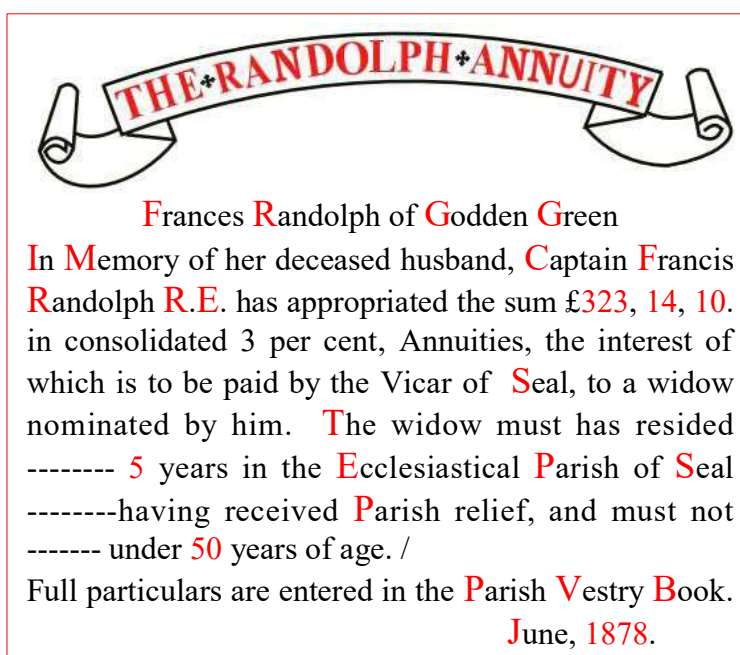 THE RANDOLPH ANNUITY
Frances Randolph of Godden Green
In Memory of her deceased husband, Captain Francis
Randolph R.E. has appropriated the sum £323, 14, 10.
in consolidated 3 per cent, Annuities, the interest of
which is to be paid by the Vicar of Seal, to a widow
nominated by him. The widow must has resided
-------- 5 years in the Ecclesiastical Parish of Seal
--------having received Parish relief, and must not
------- under 50 years of age. /
Full particulars are entered in the Parish Vestry Book.
June, 1878.